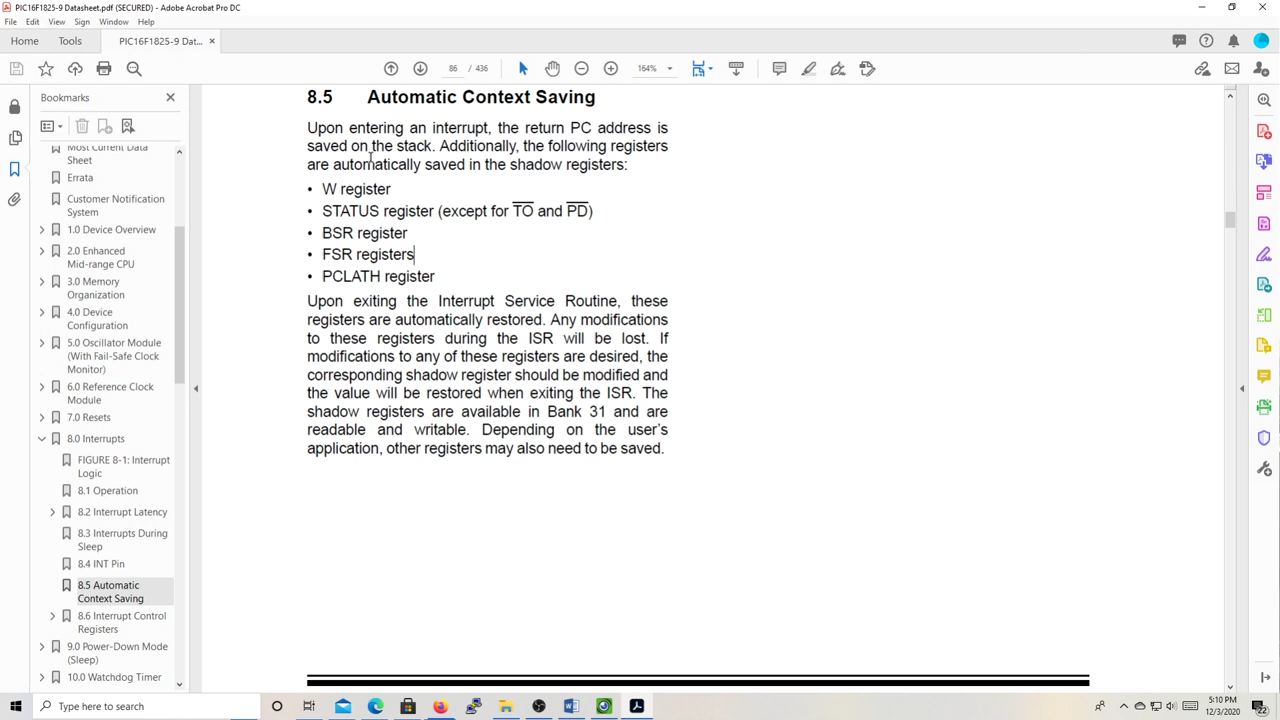 PIC16F1825-9 Datasheet.pdf (SECURED) - Adobe Acrobat Pro DC
File Edit View Sign Window Help
Home Tools PIC16F1825-9 Dat... ×
86 / 436 164%
Bookmarks
Most Current Data
Sheet
Errata
Customer Notification
System
1.0 Device Overview
2.0 Enhanced
Mid-range CPU
3.0 Memory
Organization
4.0 Device
Configuration
5.0 Oscillator Module
(With Fail-Safe Clock
Monitor)
6.0 Reference Clock
Module
7.0 Resets
8.0 Interrupts
FIGURE 8-1: Interrupt
Logic
8.1 Operation
8.2 Interrupt Latency
8.3 Interrupts During
Sleep
8.4 INT Pin
8.5 Automatic
Context Saving
8.6 Interrupt Control
Registers
9.0 Power-Down Mode
(Sleep)
10.0 Watchdog Timer
8.5 Automatic Context Saving
Upon entering an interrupt, the return PC address is
saved on the stack. Additionally, the following registers
are automatically saved in the shadow registers:
• W register
• STATUS register (except for TO and PD)
• BSR register
• FSR registers
• PCLATH register
Upon exiting the Interrupt Service Routine, these
registers are automatically restored. Any modifications
to these registers during the ISR will be lost. If
modifications to any of these registers are desired, the
corresponding shadow register should be modified and
the value will be restored when exiting the ISR. The
shadow registers are available in Bank 31 and are
readable and writable. Depending on the user's
application, other registers may also need to be saved.
Type here to search
5:10 PM
12/3/2020
22